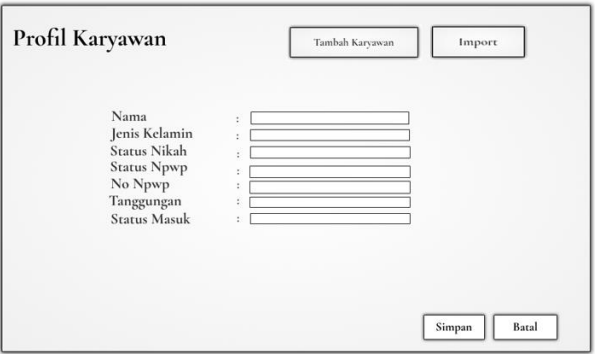 Profil Karyawan
Tambah Karyawan
Import
Nama :
Jenis Kelamin :
Status Nikah :
Status Npwp :
No Npwp :
Tanggungan :
Status Masuk :
Simpan
Batal